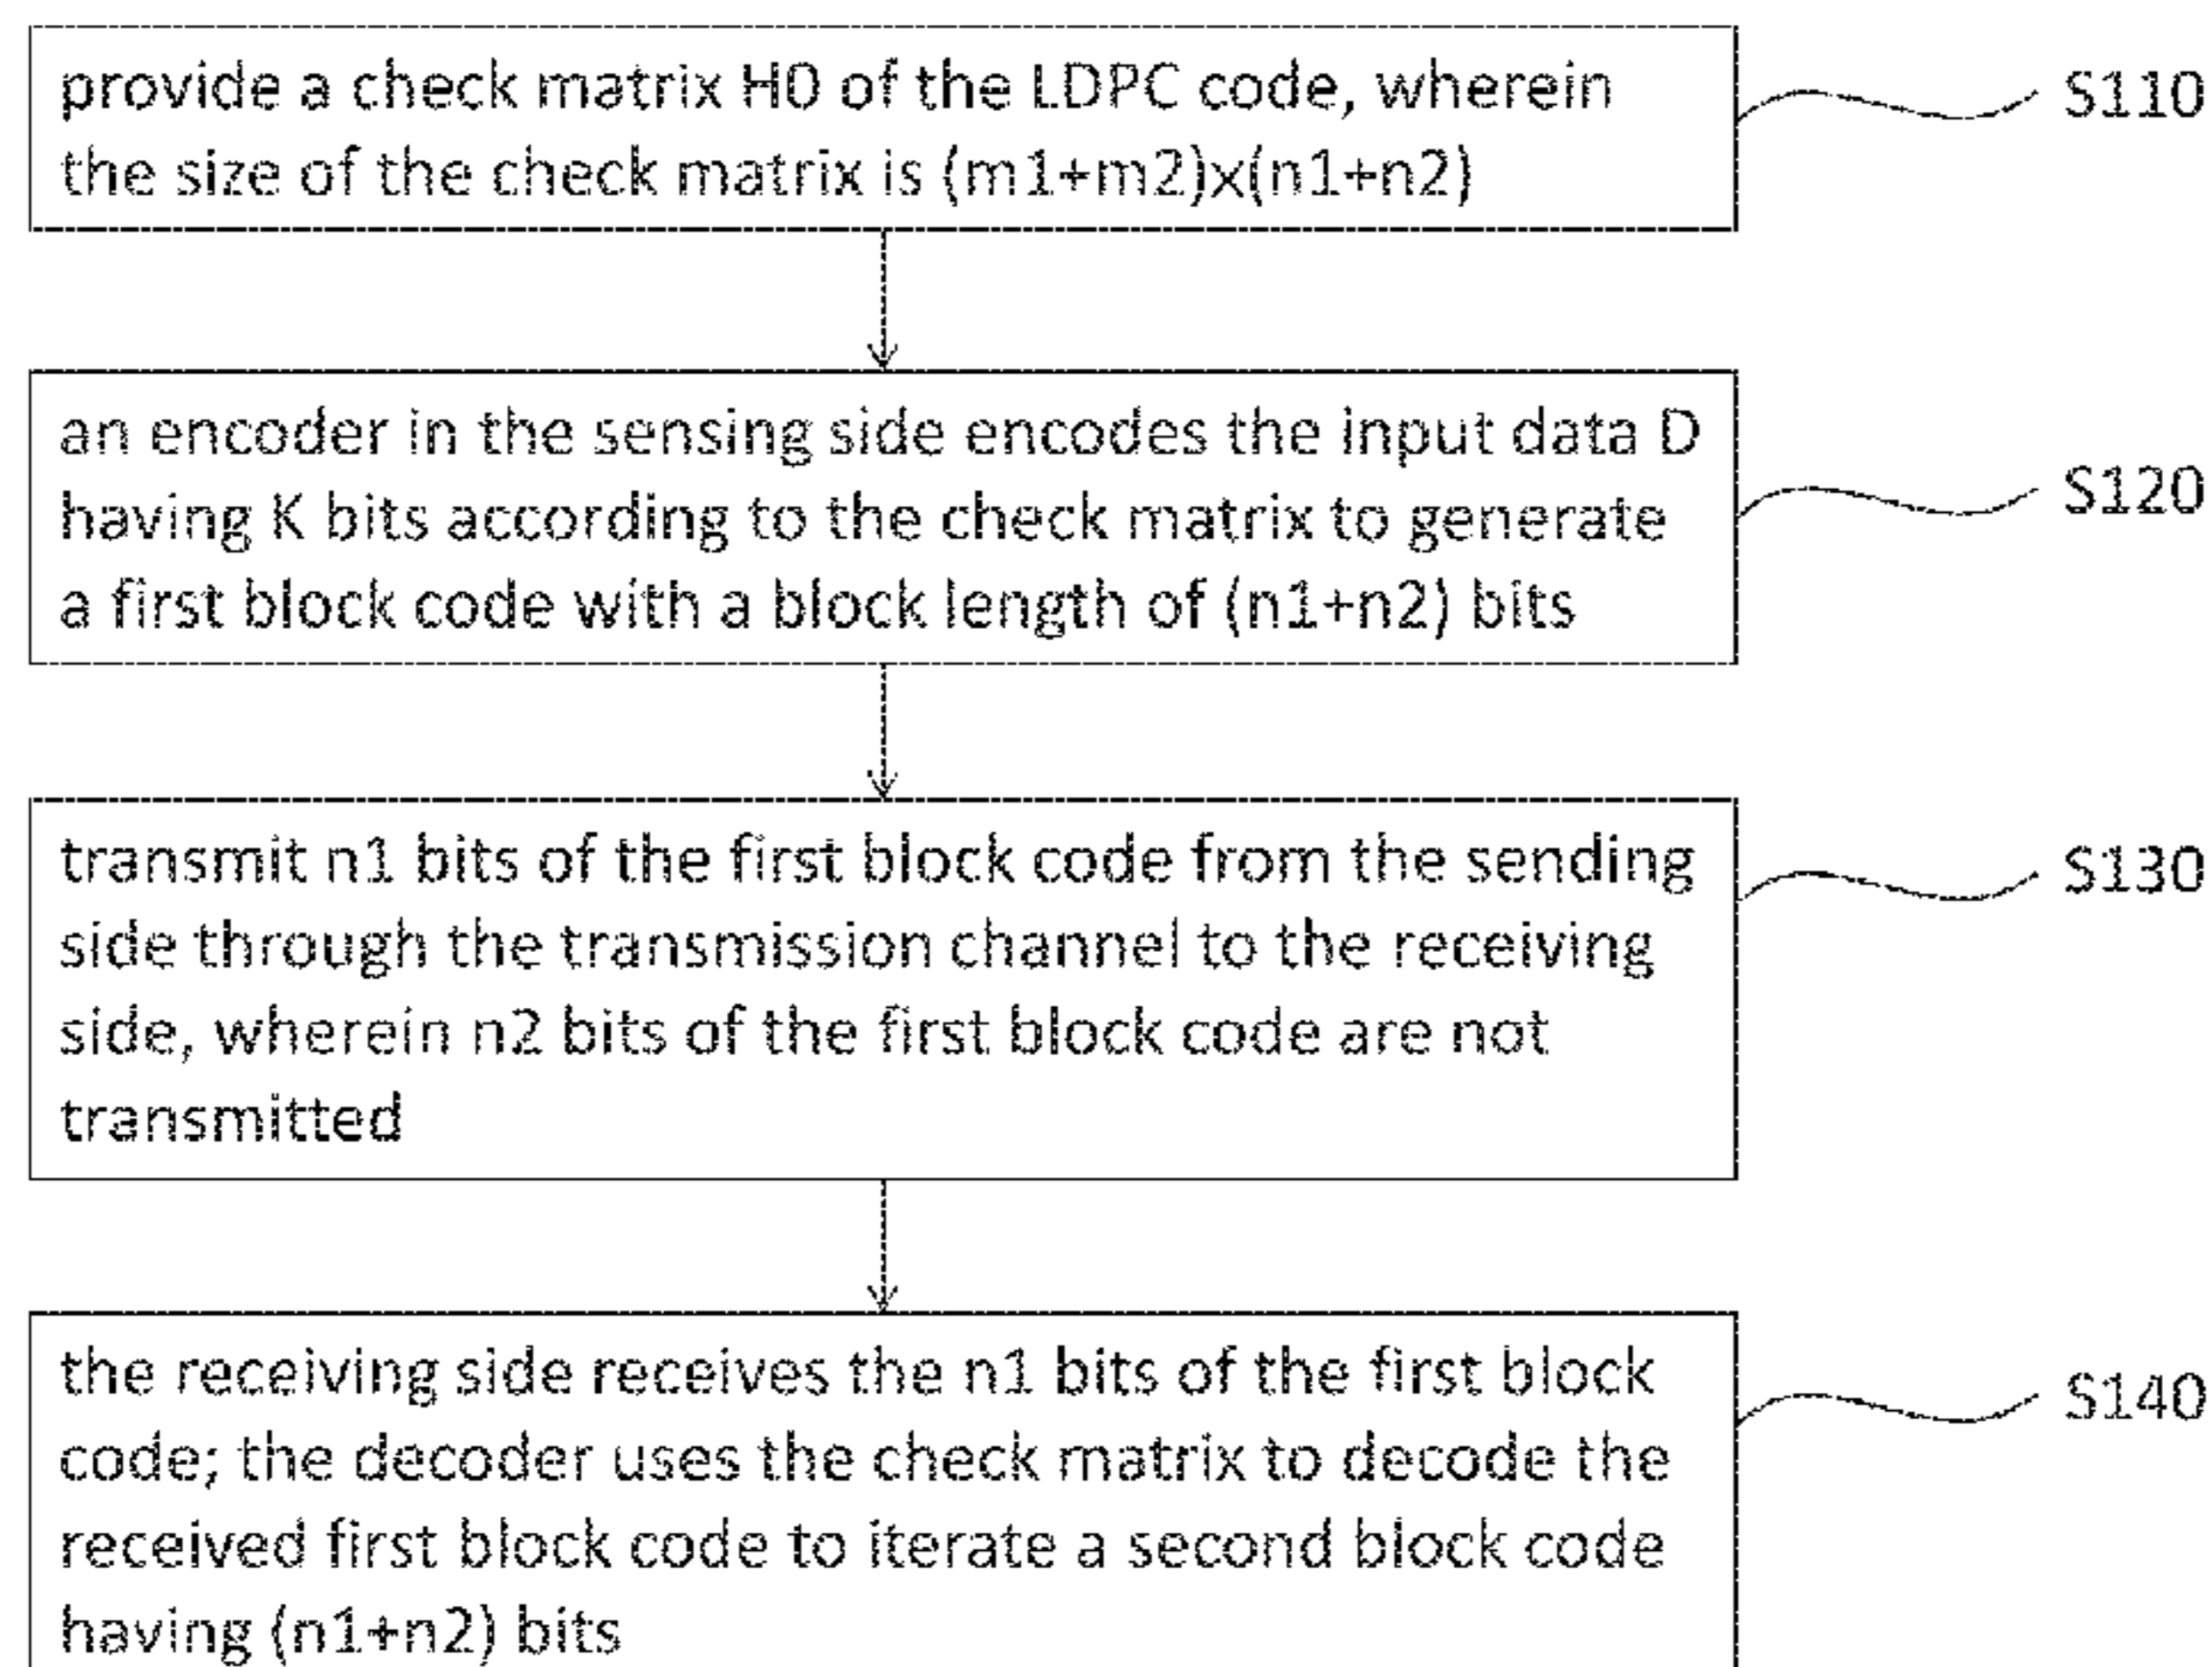 provide a check matrix H0 of the LDPC code, wherein
the size of the check matrix is (m1+m2)x(n1+n2)
S110
an encoder in the sensing side encodes the input data D
having K bits according to the check matrix to generate
a first block code with a block length of (n1+n2) bits
S120
transmit n1 bits of the first block code from the sending
side through the transmission channel to the receiving
side, wherein n2 bits of the first block code are not
transmitted
S130
the receiving side receives the n1 bits of the first block
code; the decoder uses the check matrix to decode the
received first block code to iterate a second block code
having (n1+n2) bits
S140